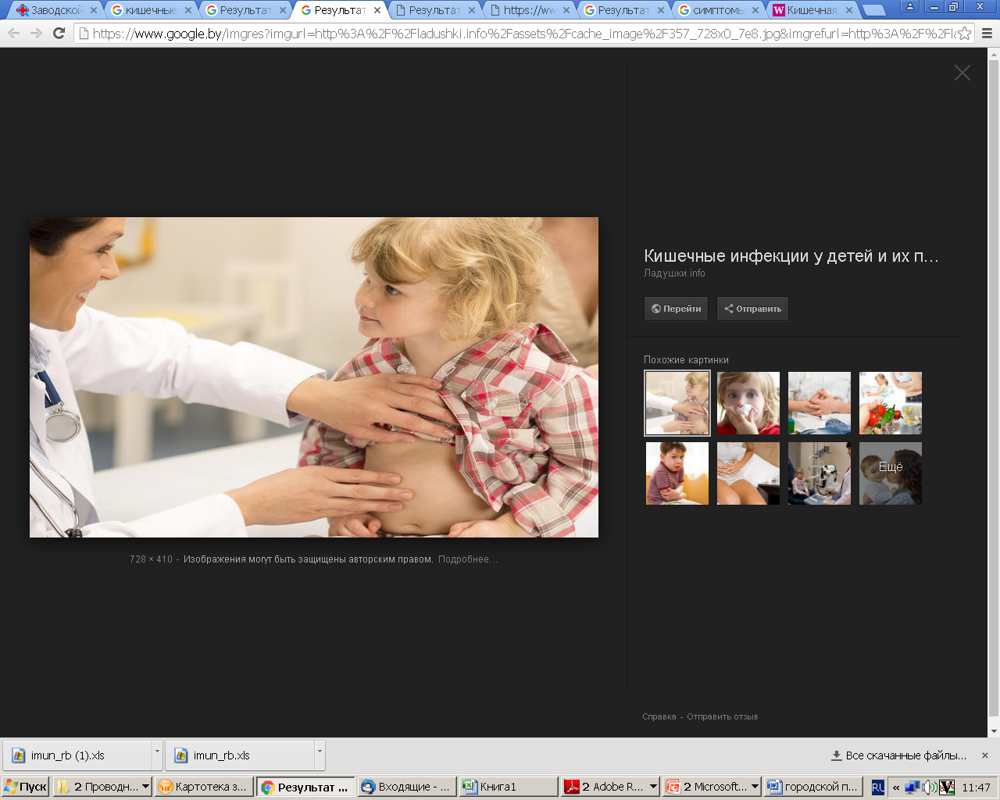 Заводской
кишечные
Результат
Результат
Результат
https://ww
Результат
симптомы
Кишечная
https://www.google.by/imgres?imgurl=http%3A%2F%2Fladushki.info%2Fassets%2Fcache_image%2F357_728x0_7e8.jpg&imgrefurl=http%3A%2F%2Fla
Кишечные инфекции у детей и их п...
Ладушки.info
Перейти
Отправить
Похожие картинки
Ещё
728 × 410 - Изображения могут быть защищены авторским правом. Подробнее...
Справка - Отправить отзыв
imun_rb (1).xls
imun_rb.xls
Все скачанные файлы...
Пуск
2 Проводн...
Картотека з...
Результат ...
Входящие - ...
Книга1
2 Adobe R...
2 Microsoft...
городской п...
RU
11:47